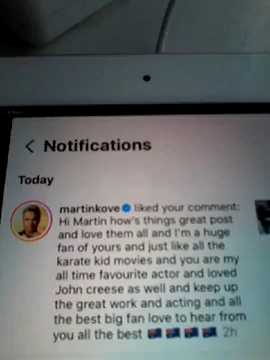 Notifications
Today
martinkove liked your comment:
Hi Martin how's things great post
and love them all and I'm a huge
fan of yours and just like all the
karate kid movies and you are my
all time favourite actor and loved
John creese as well and keep up
the great work and acting and all
the best big fan love to hear from
you all the best 🇦🇺 🇦🇺 🇦🇺 🇦🇺 2h